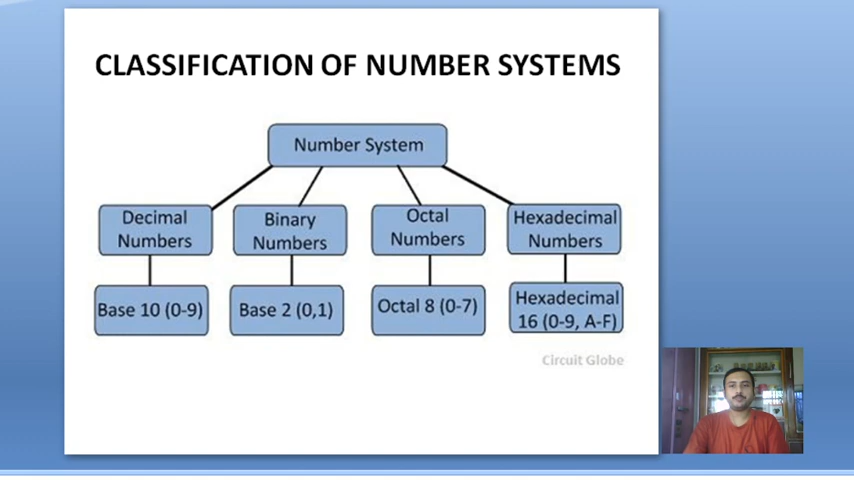 CLASSIFICATION OF NUMBER SYSTEMS
Number System
Decimal
Numbers
Binary
Numbers
Octal
Numbers
Hexadecimal
Numbers
Base 10 (0-9)
Base 2 (0,1)
Octal 8 (0-7)
Hexadecimal
16 (0-9, A-F)
Circuit Globe